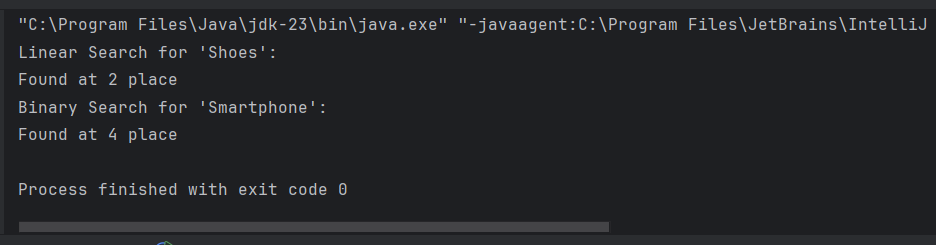 "C:\Program Files\Java\jdk-23\bin\java.exe" "-javaagent:C:\Program Files\JetBrains\IntelliJ
Linear Search for 'Shoes':
Found at 2 place
Binary Search for 'Smartphone':
Found at 4 place
Process finished with exit code 0